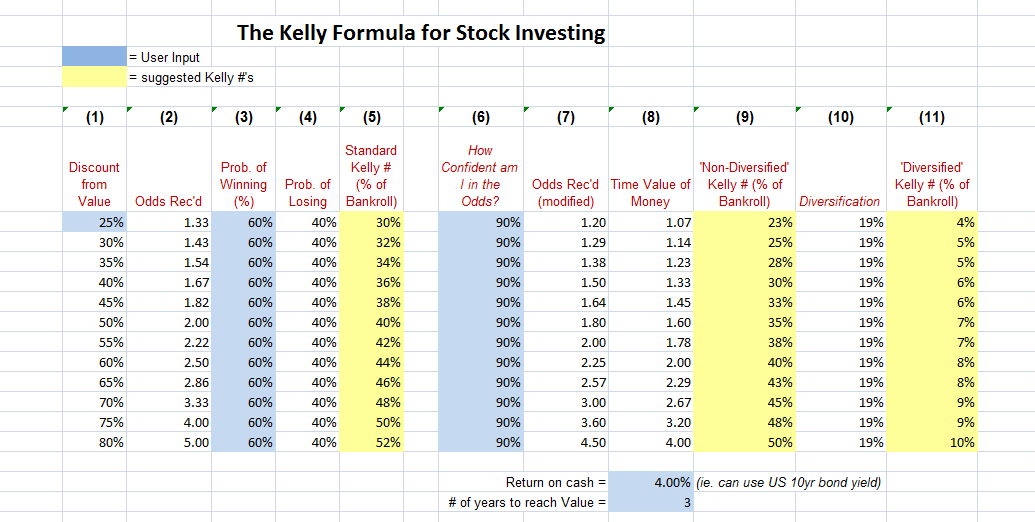 The Kelly Formula for Stock Investing
= User Input
= suggested Kelly #'s
(1) (2) (3) (4) (5) (6) (7) (8) (9) (10) (11)
Standard How
Discount Prob. of Kelly # Confident am 'Non-Diversified' 'Diversified'
from Winning Prob. of (% of I in the Odds Rec'd Time Value of Kelly # (% of Kelly # (% of
Value Odds Rec'd (%) Losing Bankroll) Odds? (modified) Money Bankroll) Diversification Bankroll)
25% 1.33 60% 40% 30% 90% 1.20 1.07 23% 19% 4%
30% 1.43 60% 40% 32% 90% 1.29 1.14 25% 19% 5%
35% 1.54 60% 40% 34% 90% 1.38 1.23 28% 19% 5%
40% 1.67 60% 40% 36% 90% 1.50 1.33 30% 19% 6%
45% 1.82 60% 40% 38% 90% 1.64 1.45 33% 19% 6%
50% 2.00 60% 40% 40% 90% 1.80 1.60 35% 19% 7%
55% 2.22 60% 40% 42% 90% 2.00 1.78 38% 19% 7%
60% 2.50 60% 40% 44% 90% 2.25 2.00 40% 19% 8%
65% 2.86 60% 40% 46% 90% 2.57 2.29 43% 19% 8%
70% 3.33 60% 40% 48% 90% 3.00 2.67 45% 19% 9%
75% 4.00 60% 40% 50% 90% 3.60 3.20 48% 19% 9%
80% 5.00 60% 40% 52% 90% 4.50 4.00 50% 19% 10%
Return on cash = 4.00% (ie. can use US 10yr bond yield)
# of years to reach Value = 3